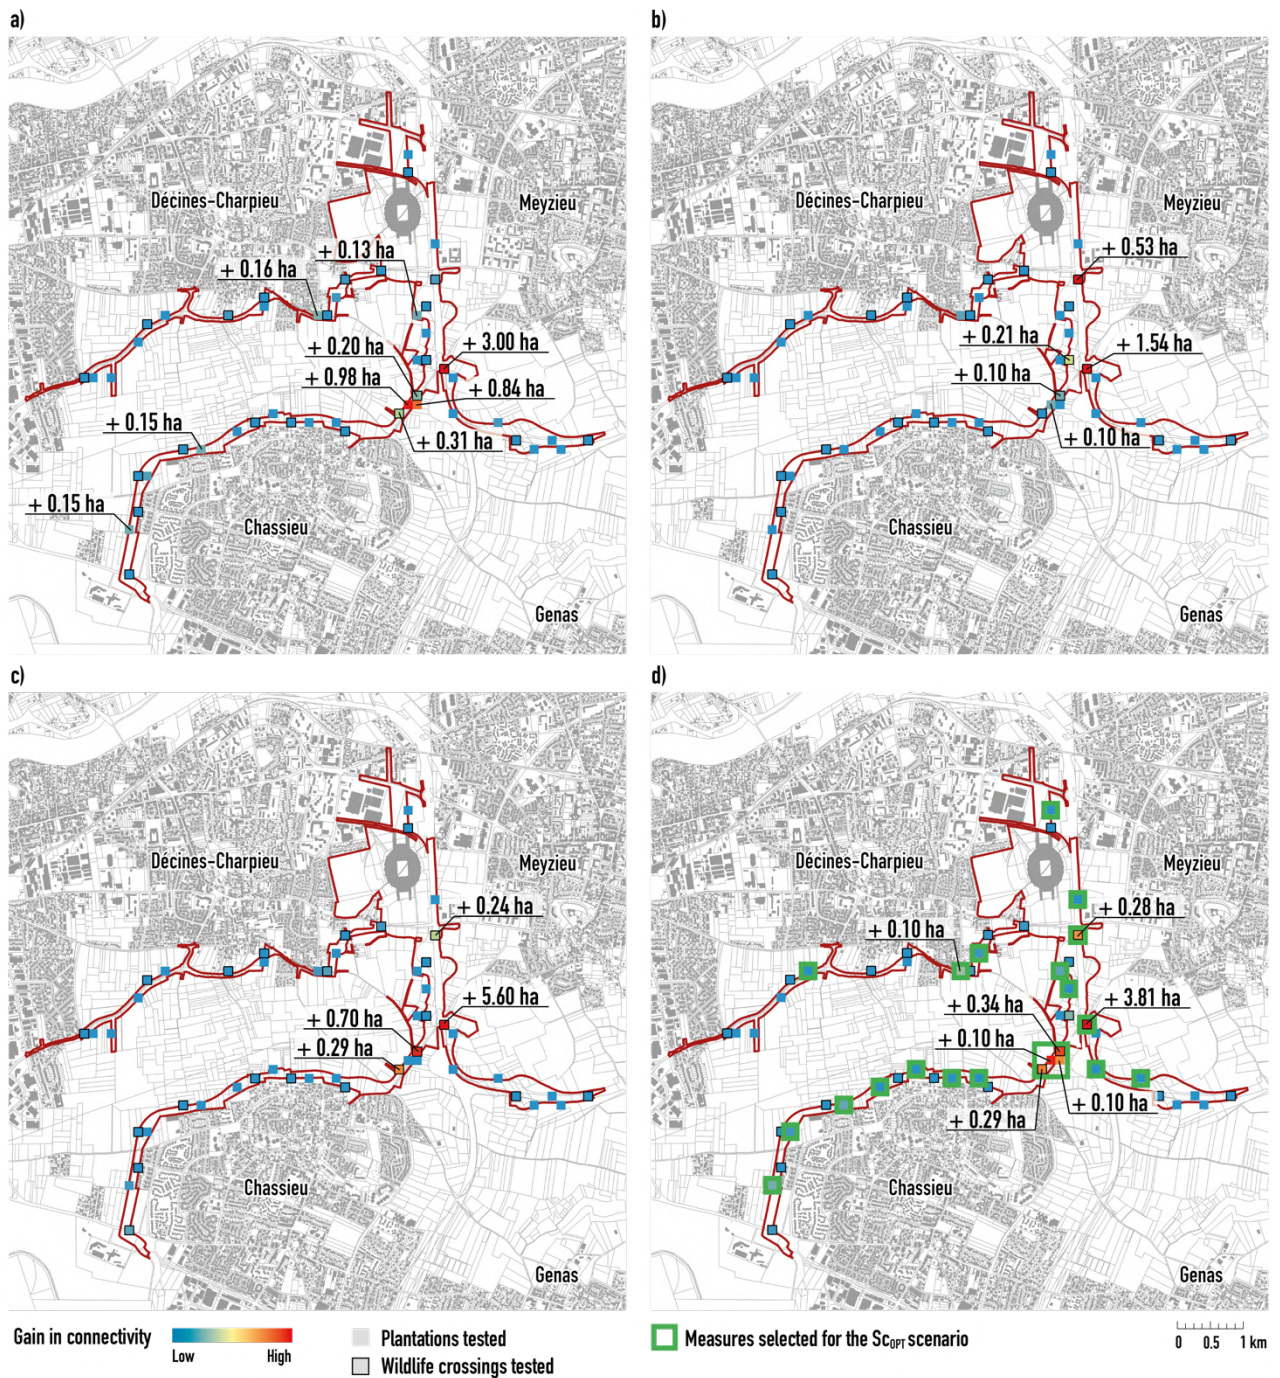 a)
Décines-Charpieu
Meyzieu
+ 0.13 ha
+ 0.16 ha
+ 0.20 ha
+ 3.00 ha
+ 0.98 ha
+ 0.84 ha
+ 0.15 ha
+ 0.31 ha
+ 0.15 ha
Chassieu
Genas
b)
Décines-Charpieu
Meyzieu
+ 0.53 ha
+ 0.21 ha
+ 1.54 ha
+ 0.10 ha
+ 0.10 ha
Chassieu
Genas
c)
Décines-Charpieu
Meyzieu
+ 0.24 ha
+ 5.60 ha
+ 0.70 ha
+ 0.29 ha
Chassieu
Genas
d)
Décines-Charpieu
Meyzieu
+ 0.28 ha
+ 0.10 ha
+ 3.81 ha
+ 0.34 ha
+ 0.10 ha
+ 0.10 ha
+ 0.29 ha
Chassieu
Genas
Gain in connectivity
Low High
Plantations tested
Wildlife crossings tested
Measures selected for the ScOPT scenario
0 0.5 1 km